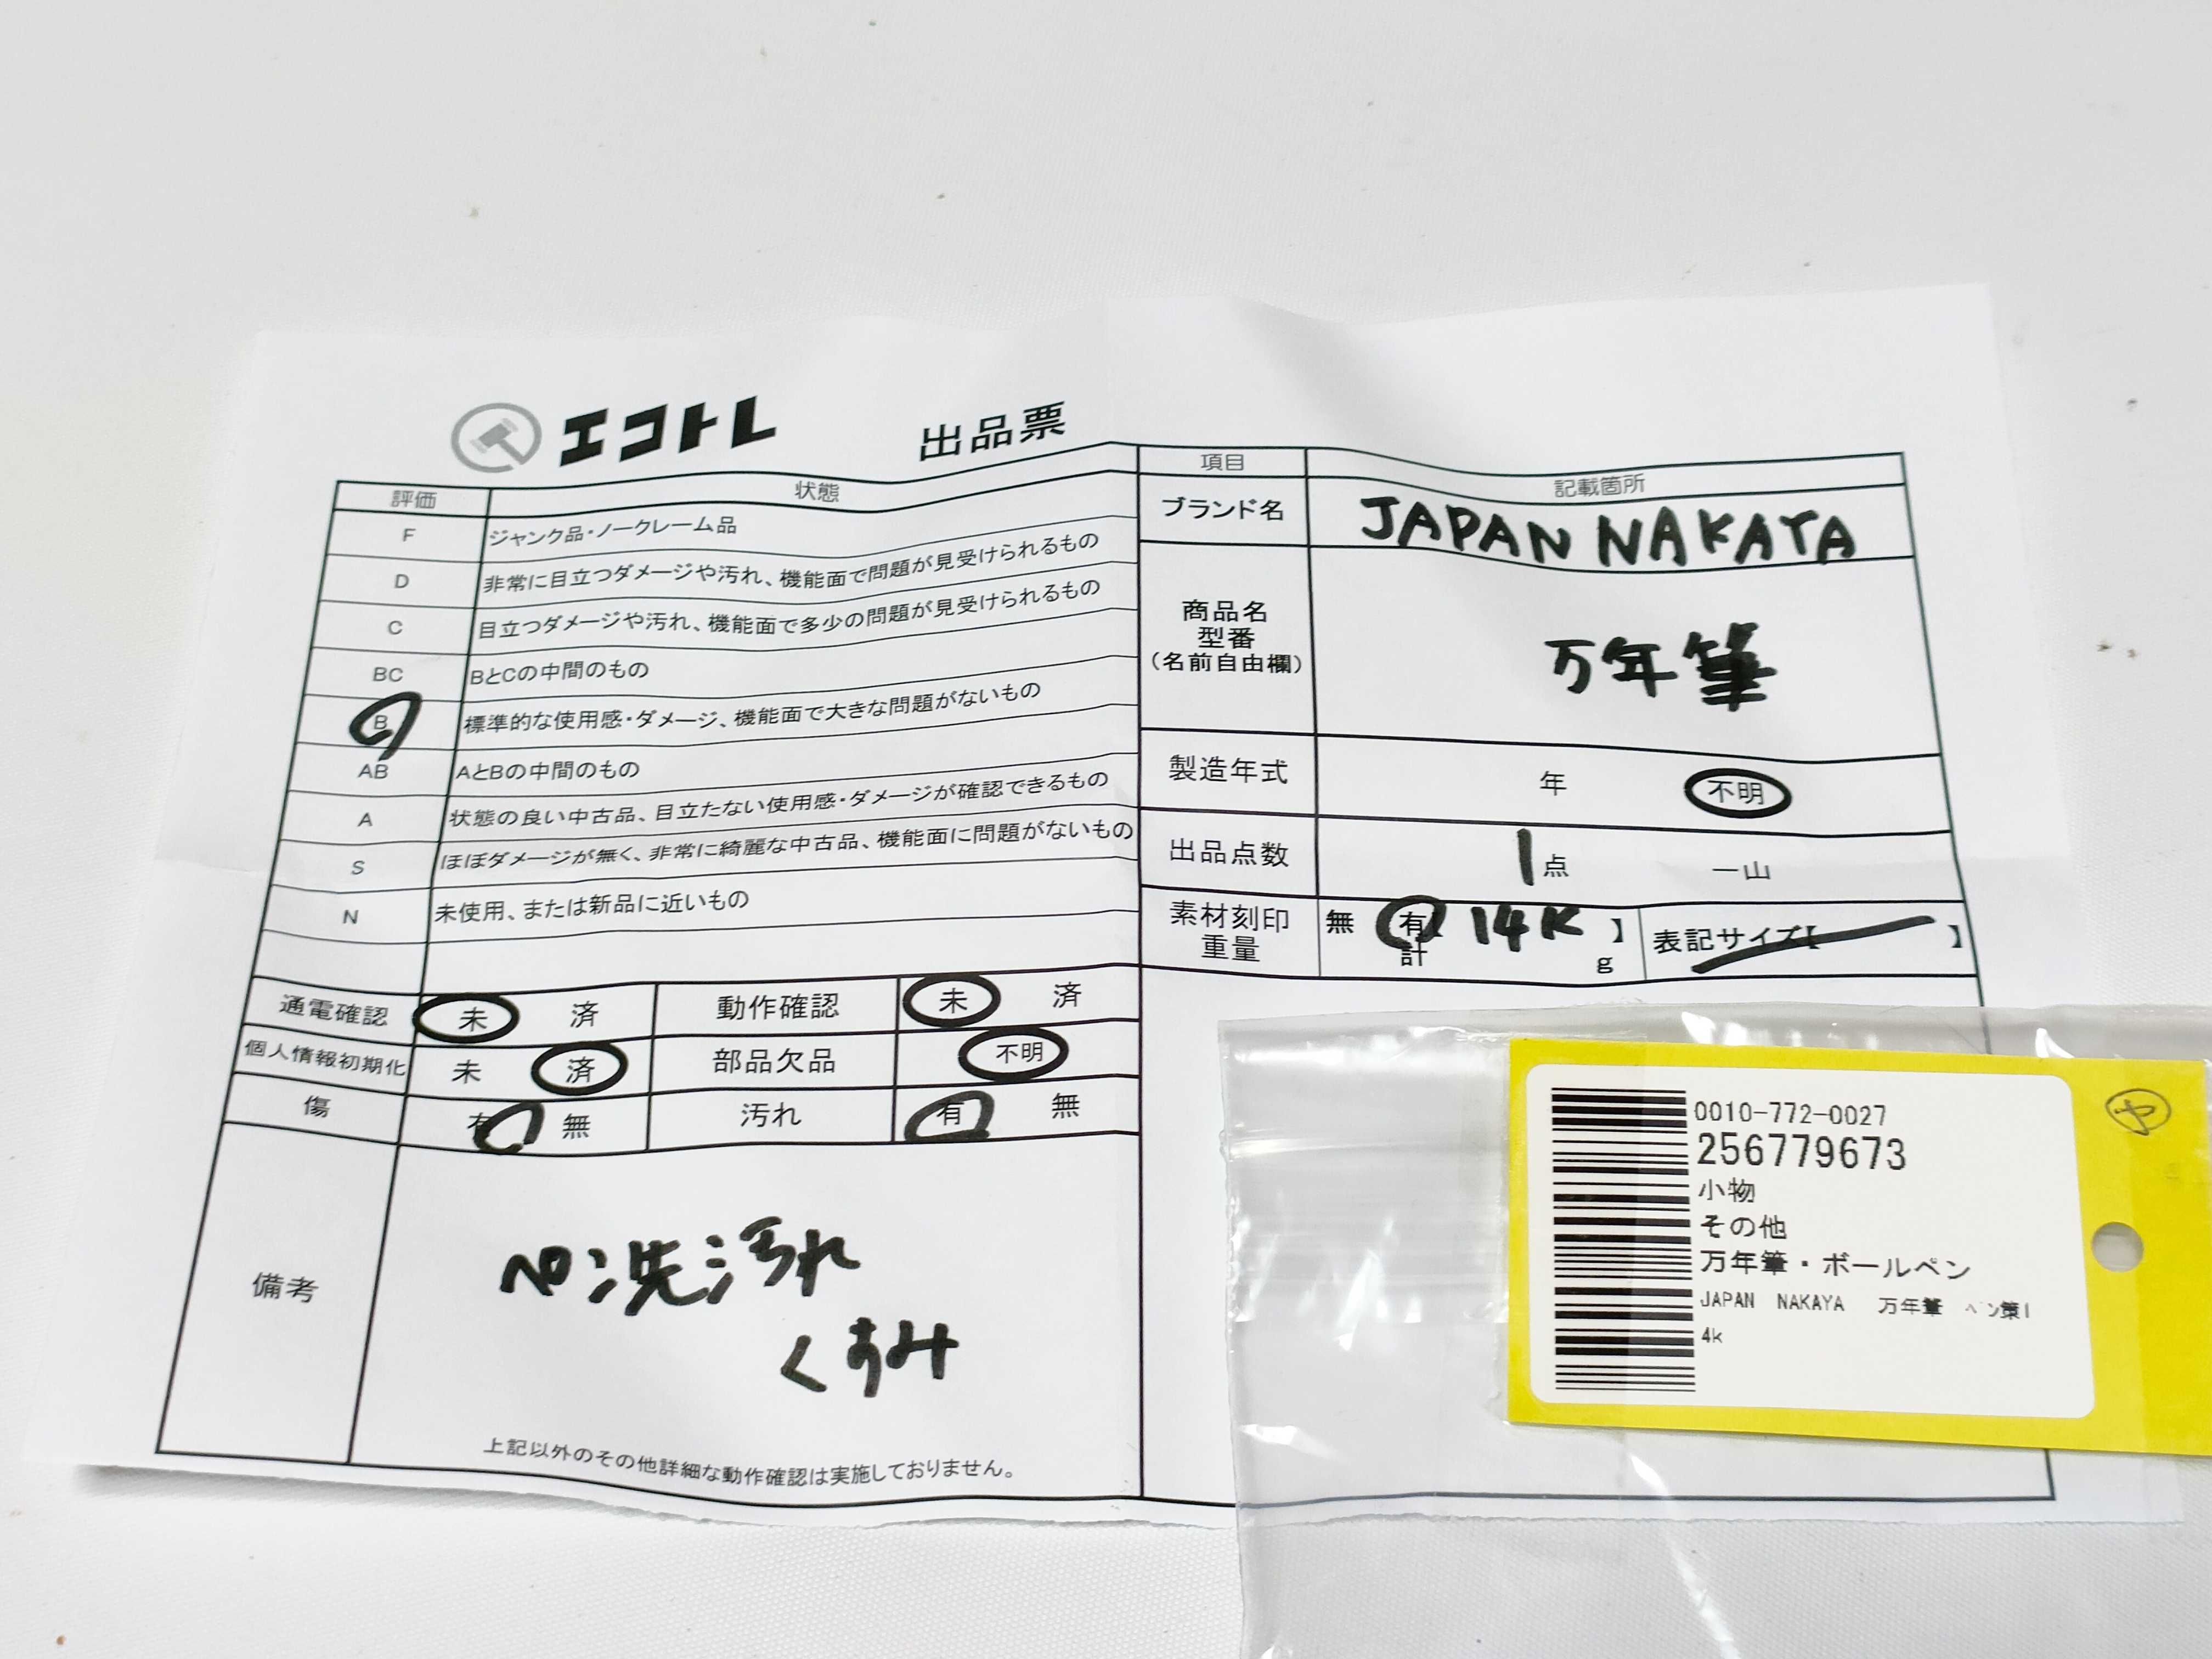 エコトレ 出品票
評価 状態
F ジャンク品・ノークレーム品
D 非常に目立つダメージや汚れ、機能面で問題が見受けられるもの
C 目立つダメージや汚れ、機能面で多少の問題が見受けられるもの
BC BとCの中間のもの
B 標準的な使用感・ダメージ、機能面で大きな問題がないもの
AB AとBの中間のもの
A 状態の良い中古品、目立たない使用感・ダメージが確認できるもの
S ほぼダメージが無く、非常に綺麗な中古品、機能面に問題がないもの
N 未使用、または新品に近いもの
通電確認 未 済 動作確認 未 済
個人情報初期化 未 済 部品欠品 不明
傷 有 無 汚れ 有 無
備考
汚れ
くすみ
上記以外のその他詳細な動作確認は実施しておりません。
項目 記載箇所
ブランド名 JAPAN NAKAYA
商品名
型番
(名前自由欄)
万年筆
製造年式 年 不明
出品点数 1点 一山
素材刻印 無 有【 14K 】 表記サイズ【 】
重量 計 g
や
0010-772-0027
256779673
小物
その他
万年筆・ボールペン
JAPAN NAKAYA 万年筆 ペン策1
4k